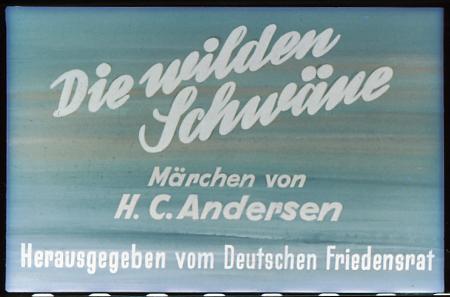 Die wilden
Schwäne
Märchen von
H. C. Andersen
Herausgegeben vom Deutschen Friedensrat